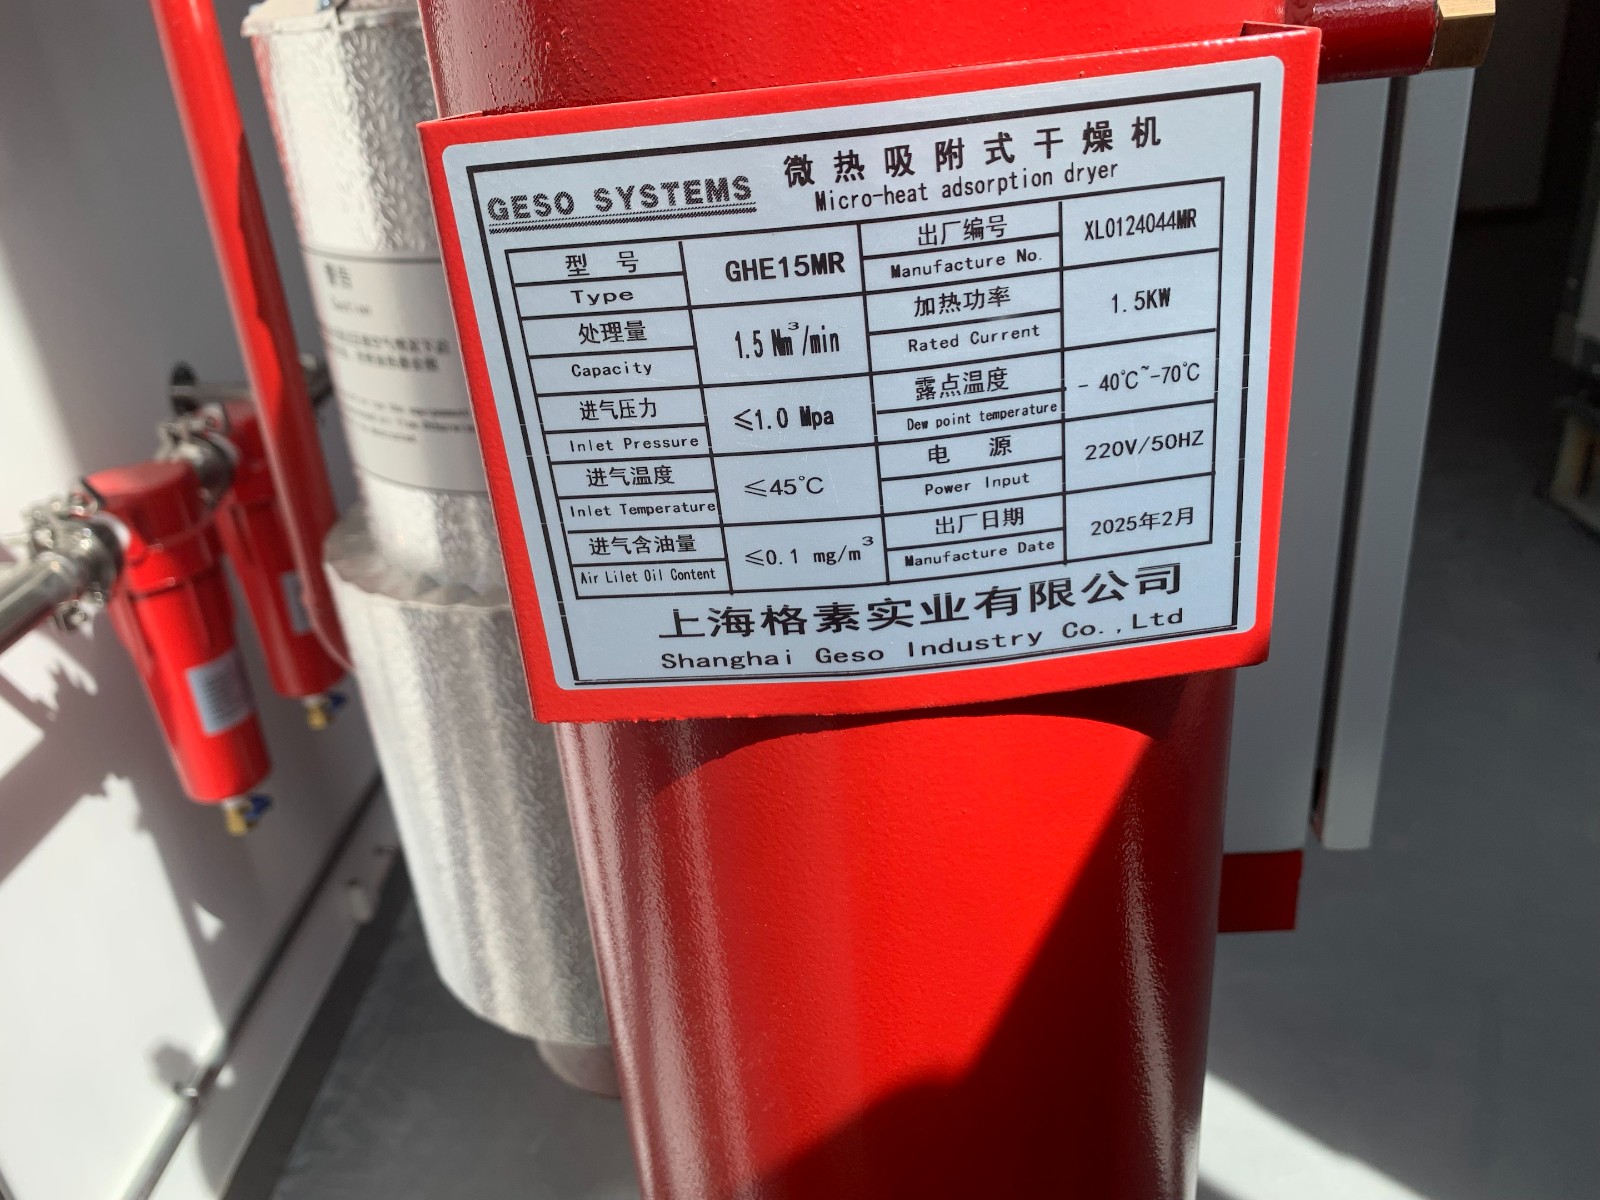 GESO SYSTEMS
微热吸附式干燥机
Micro-heat adsorption dryer
型号
Type
GHE15MR
出厂编号
Manufacture No.
XL0124044MR
处理量
Capacity
1.5 Nm³/min
加热功率
Rated Current
1.5KW
进气压力
Inlet Pressure
≤1.0 Mpa
露点温度
Dew point temperature
- 40℃~-70℃
进气温度
Inlet Temperature
≤45℃
电源
Power Input
220V/50HZ
进气含油量
Air Lilet Oil Content
≤0.1 mg/m³
出厂日期
Manufacture Date
2025年2月
上海格素实业有限公司
Shanghai Geso Industry Co.,Ltd
警告